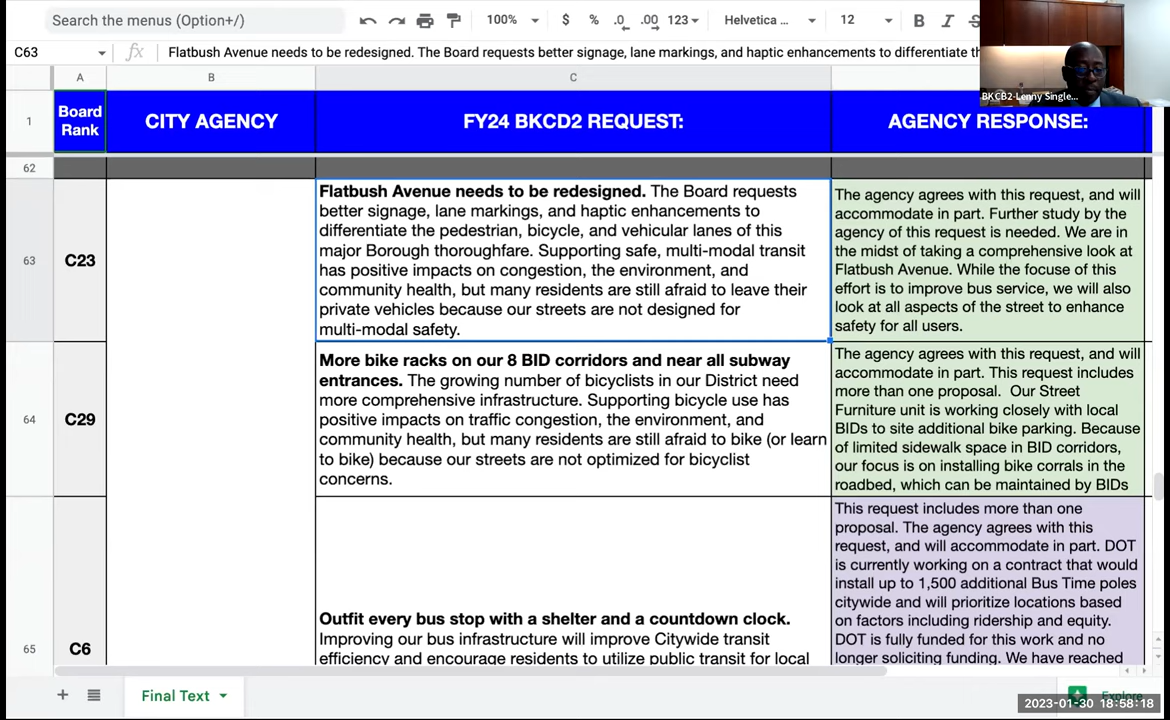 Search the menus (Option+/)
100%
$ % .0 .00 123
Helvetica ...
12
B I S
C63
fx
Flatbush Avenue needs to be redesigned. The Board requests better signage, lane markings, and haptic enhancements to differentiate th
BKCB2-Lenny Single...
A
B
C
1
Board
Rank
CITY AGENCY
FY24 BKCD2 REQUEST:
AGENCY RESPONSE:
62
63
C23
Flatbush Avenue needs to be redesigned. The Board requests
better signage, lane markings, and haptic enhancements to
differentiate the pedestrian, bicycle, and vehicular lanes of this
major Borough thoroughfare. Supporting safe, multi-modal transit
has positive impacts on congestion, the environment, and
community health, but many residents are still afraid to leave their
private vehicles because our streets are not designed for
multi-modal safety.
The agency agrees with this request, and will
accommodate in part. Further study by the
agency of this request is needed. We are in
the midst of taking a comprehensive look at
Flatbush Avenue. While the focuse of this
effort is to improve bus service, we will also
look at all aspects of the street to enhance
safety for all users.
64
C29
More bike racks on our 8 BID corridors and near all subway
entrances. The growing number of bicyclists in our District need
more comprehensive infrastructure. Supporting bicycle use has
positive impacts on traffic congestion, the environment, and
community health, but many residents are still afraid to bike (or learn
to bike) because our streets are not optimized for bicyclist
concerns.
The agency agrees with this request, and will
accommodate in part. This request includes
more than one proposal.  Our Street
Furniture unit is working closely with local
BIDs to site additional bike parking. Because
of limited sidewalk space in BID corridors,
our focus is on installing bike corrals in the
roadbed, which can be maintained by BIDs
65
C6
Outfit every bus stop with a shelter and a countdown clock.
Improving our bus infrastructure will improve Citywide transit
efficiency and encourage residents to utilize public transit for local
This request includes more than one
proposal. The agency agrees with this
request, and will accommodate in part. DOT
is currently working on a contract that would
install up to 1,500 additional Bus Time poles
citywide and will prioritize locations based
on factors including ridership and equity.
DOT is fully funded for this work and no
longer soliciting funding. We have reached
Final Text
Explore
2023-01-30 18:58:18